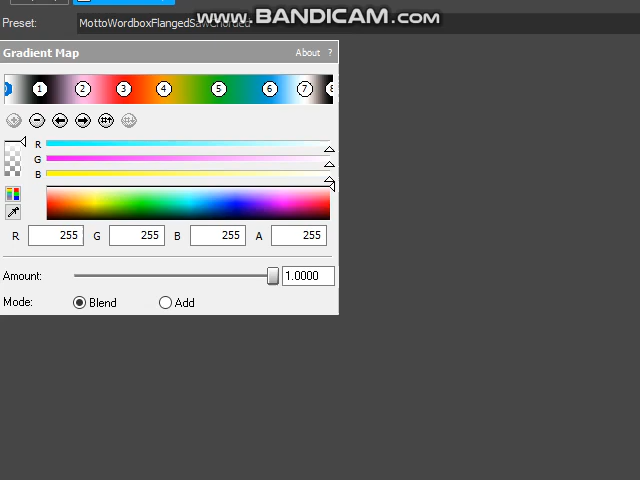 www.BANDICAM.com
Preset: MottoWordboxFlangedSawChorded
Gradient Map About ?
0 1 2 3 4 5 6 7 8
R
G
B
R 255 G 255 B 255 A 255
Amount: 1.0000
Mode: Blend Add